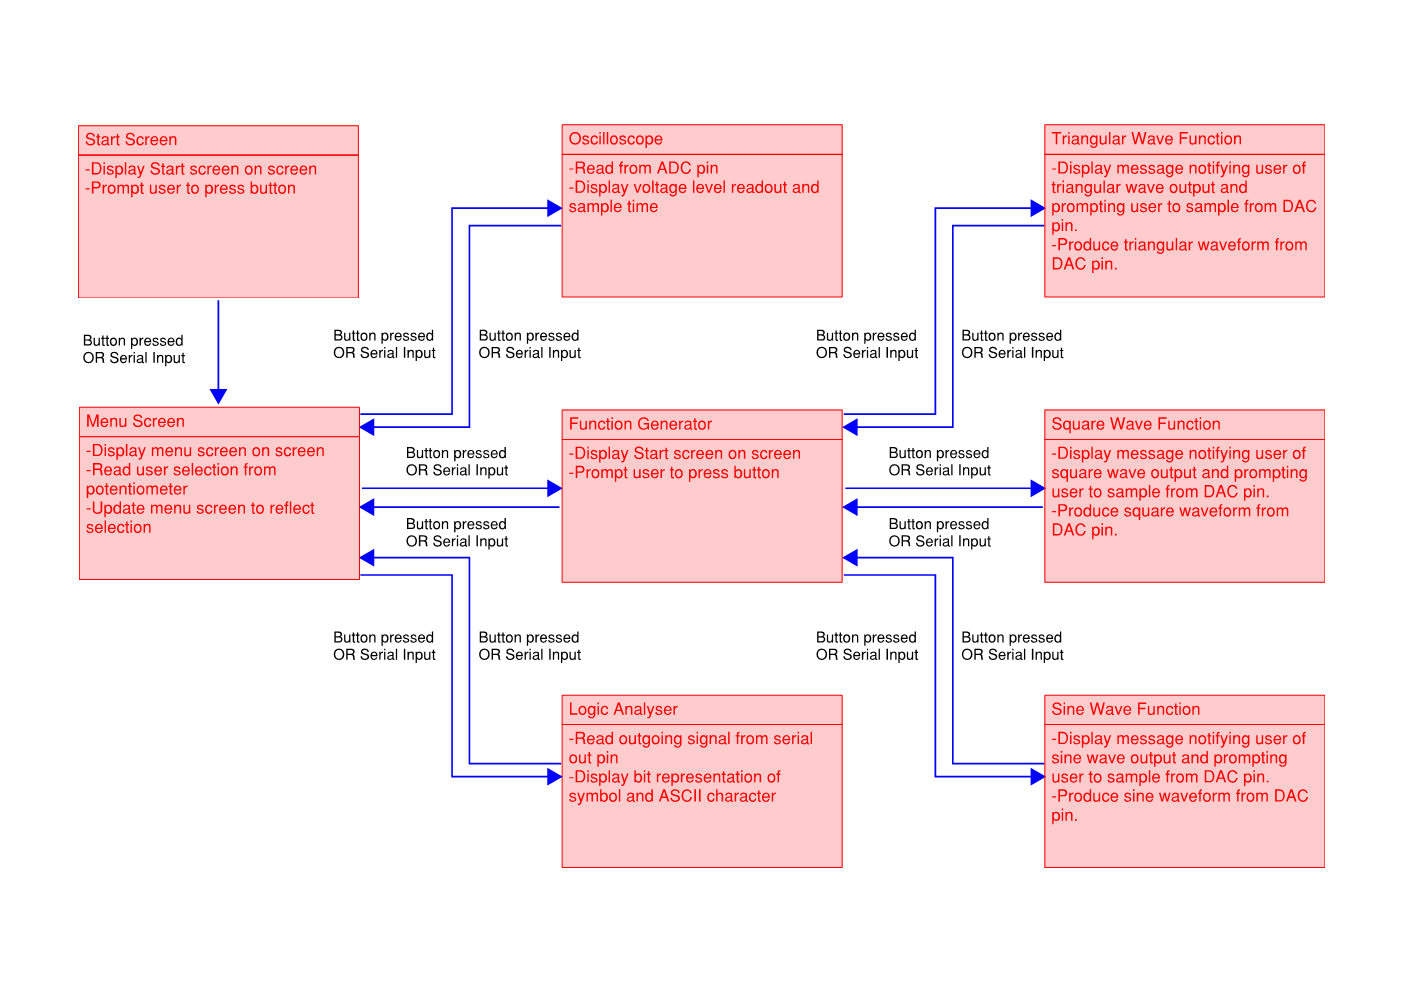 Start Screen
-Display Start screen on screen
-Prompt user to press button
Oscilloscope
-Read from ADC pin
-Display voltage level readout and
sample time
Triangular Wave Function
-Display message notifying user of
triangular wave output and
prompting user to sample from DAC
pin.
-Produce triangular waveform from
DAC pin.
Button pressed
OR Serial Input
Button pressed
OR Serial Input
Button pressed
OR Serial Input
Button pressed
OR Serial Input
Button pressed
OR Serial Input
Menu Screen
-Display menu screen on screen
-Read user selection from
potentiometer
-Update menu screen to reflect
selection
Button pressed
OR Serial Input
Button pressed
OR Serial Input
Function Generator
-Display Start screen on screen
-Prompt user to press button
Button pressed
OR Serial Input
Button pressed
OR Serial Input
Square Wave Function
-Display message notifying user of
square wave output and prompting
user to sample from DAC pin.
-Produce square waveform from
DAC pin.
Button pressed
OR Serial Input
Button pressed
OR Serial Input
Button pressed
OR Serial Input
Button pressed
OR Serial Input
Logic Analyser
-Read outgoing signal from serial
out pin
-Display bit representation of
symbol and ASCII character
Sine Wave Function
-Display message notifying user of
sine wave output and prompting
user to sample from DAC pin.
-Produce sine waveform from DAC
pin.